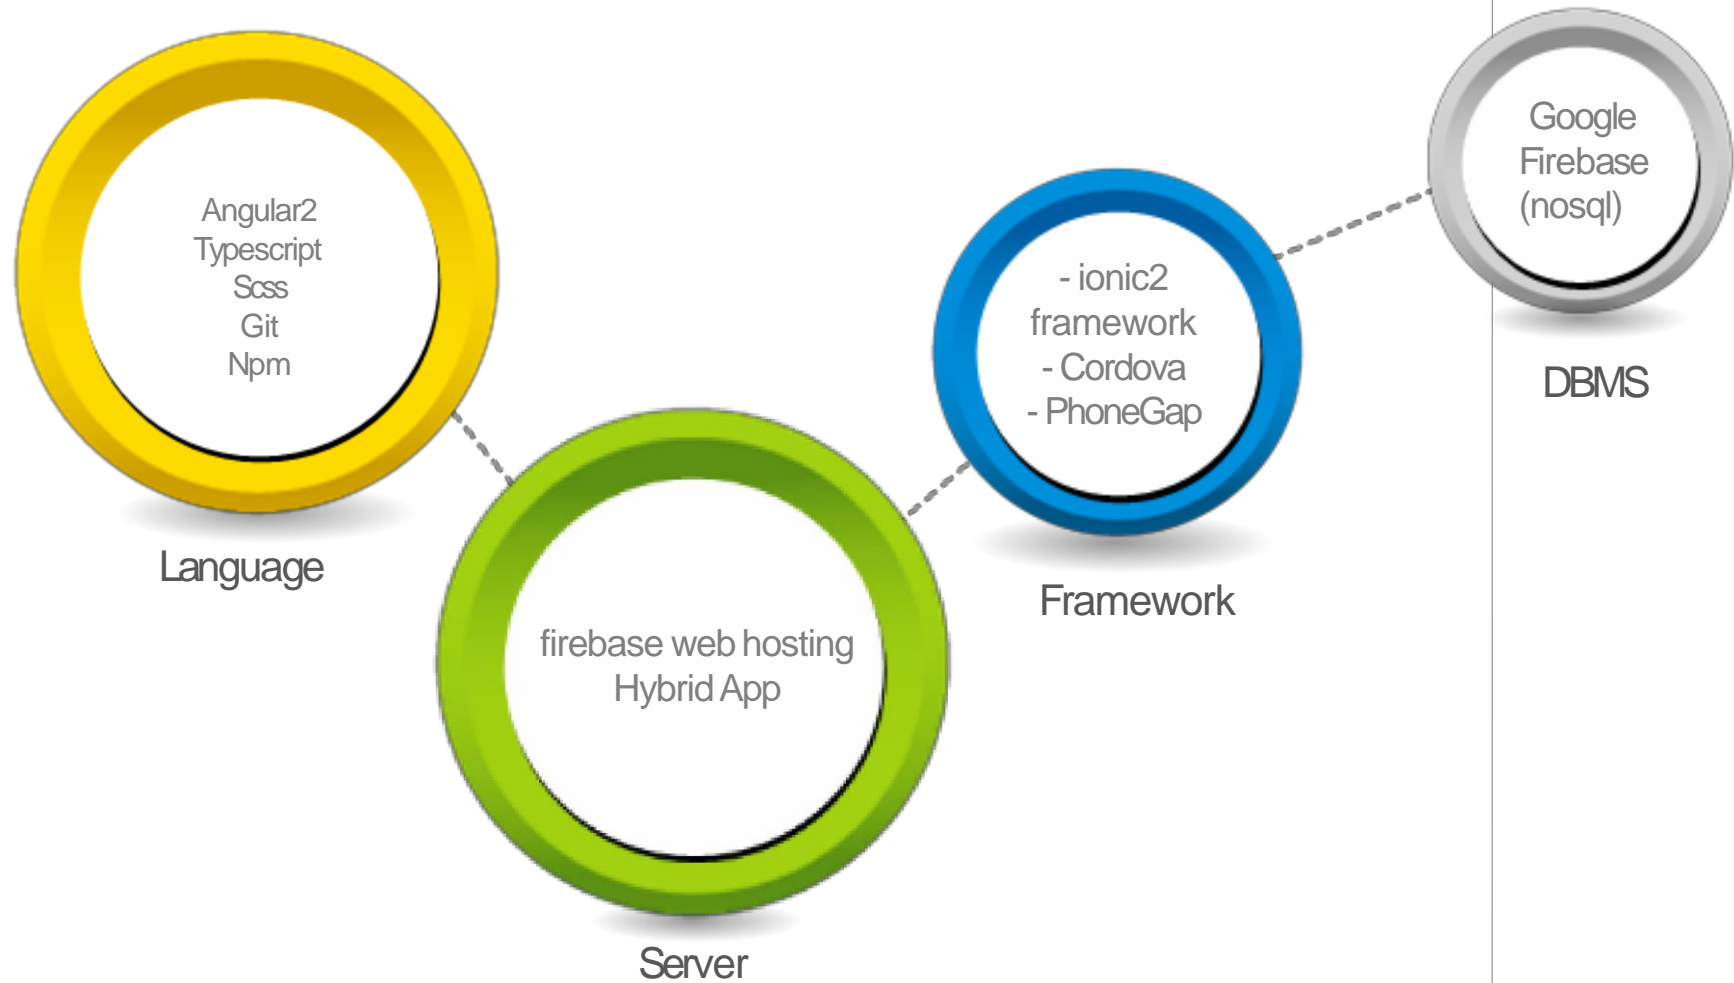 Angular2
Typescript
Scss
Git
Npm
Language
firebase web hosting
Hybrid App
Server
- ionic2
framework
- Cordova
- PhoneGap
Framework
Google
Firebase
(nosql)
DBMS